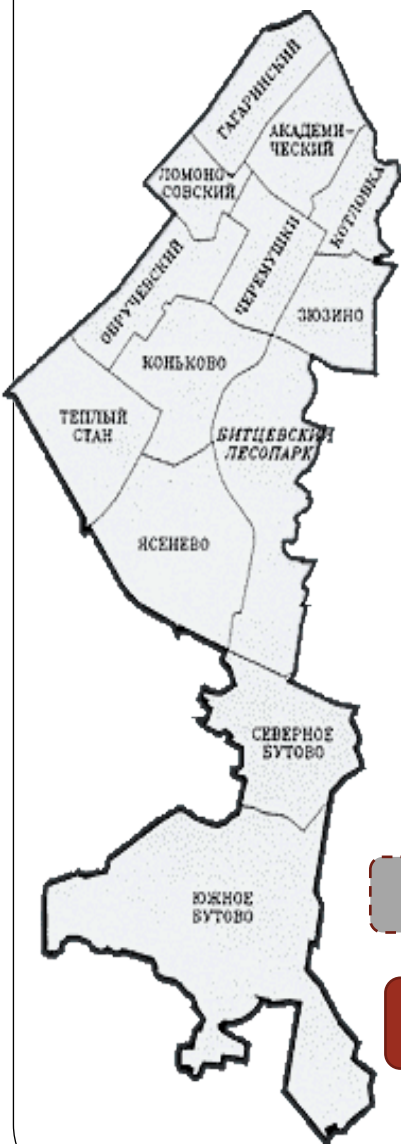 ГАГАРИНСКИЙ
АКАДЕМИ-
ЧЕСКИЙ
ЛОМОНО-
СОВСКИЙ
КОТЛОВКА
ОБРУЧЕВСКИЙ
ЧЕРЕМУШКИ
ЗЮЗИНО
КОНЬКОВО
ТЕПЛЫЙ
СТАН
БИТЦЕВСКИЙ
ЛЕСОПАРК
ЯСЕНЕВО
СЕВЕРНОЕ
БУТОВО
ЮЖНОЕ
БУТОВО